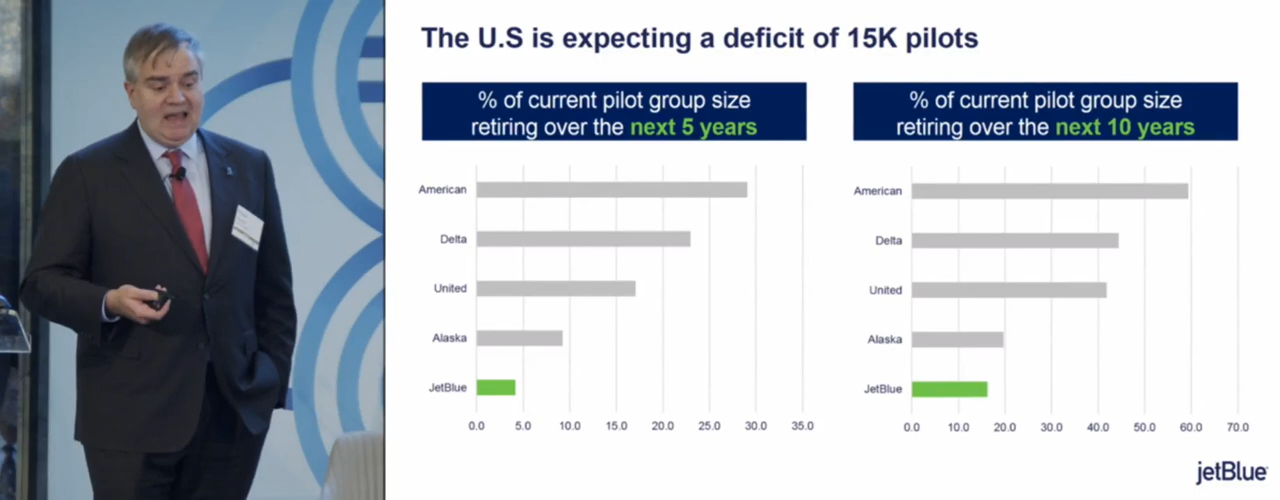 The U.S is expecting a deficit of 15K pilots
% of current pilot group size
retiring over the next 5 years
American
Delta
United
Alaska
JetBlue
0.0 5.0 10.0 15.0 20.0 25.0 30.0 35.0
% of current pilot group size
retiring over the next 10 years
American
Delta
United
Alaska
JetBlue
0.0 10.0 20.0 30.0 40.0 50.0 60.0 70.0
jetBlue